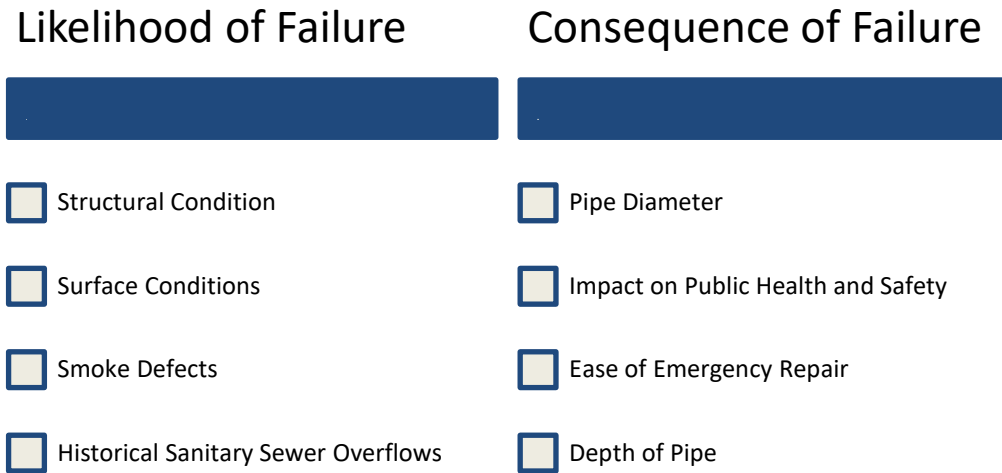 Likelihood of Failure
Structural Condition
Surface Conditions
Smoke Defects
Historical Sanitary Sewer Overflows
Consequence of Failure
Pipe Diameter
Impact on Public Health and Safety
Ease of Emergency Repair
Depth of Pipe